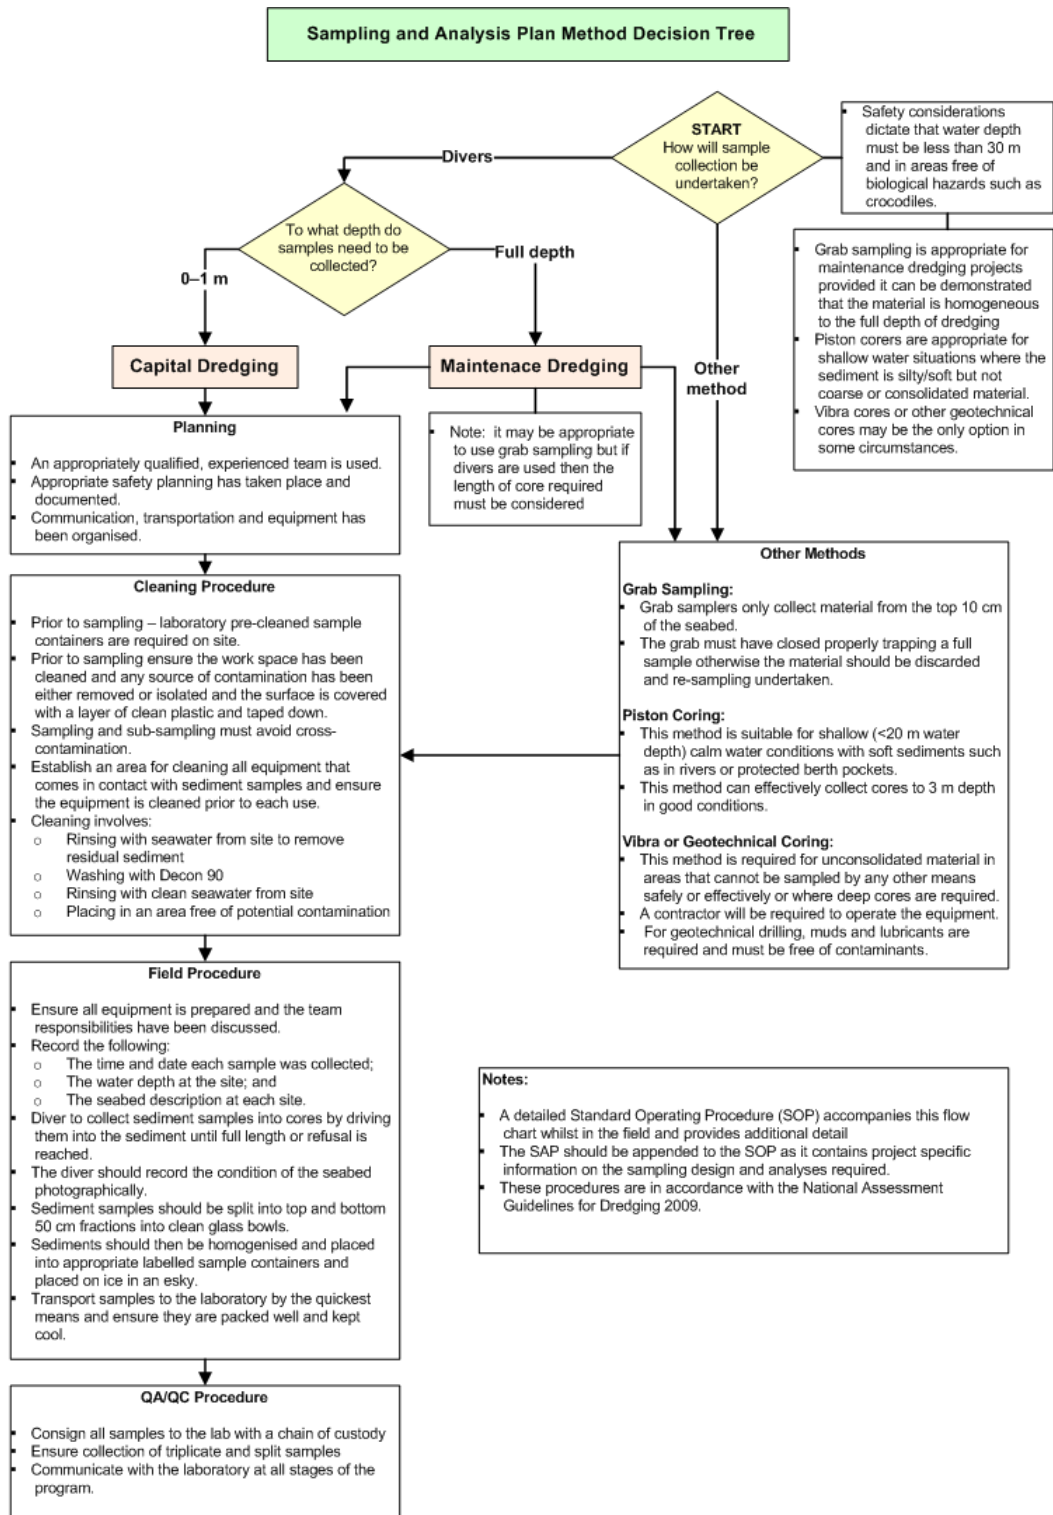 Sampling and Analysis Plan Method Decision Tree
START
How will sample
collection be
undertaken?
▪ Safety considerations
dictate that water depth
must be less than 30 m
and in areas free of
biological hazards such as
crocodiles.
▪ Grab sampling is appropriate for
maintenance dredging projects
provided it can be demonstrated
that the material is homogeneous
to the full depth of dredging
▪ Piston corers are appropriate for
shallow water situations where the
sediment is silty/soft but not
coarse or consolidated material.
▪ Vibra cores or other geotechnical
cores may be the only option in
some circumstances.
Divers
To what depth do
samples need to be
collected?
0–1 m
Full depth
Other
method
Capital Dredging
Maintenace Dredging
▪ Note: it may be appropriate
to use grab sampling but if
divers are used then the
length of core required
must be considered
Planning
▪ An appropriately qualified, experienced team is used.
▪ Appropriate safety planning has taken place and
documented.
▪ Communication, transportation and equipment has
been organised.
Cleaning Procedure
▪ Prior to sampling – laboratory pre-cleaned sample
containers are required on site.
▪ Prior to sampling ensure the work space has been
cleaned and any source of contamination has been
either removed or isolated and the surface is covered
with a layer of clean plastic and taped down.
▪ Sampling and sub-sampling must avoid cross-
contamination.
▪ Establish an area for cleaning all equipment that
comes in contact with sediment samples and ensure
the equipment is cleaned prior to each use.
▪ Cleaning involves:
o Rinsing with seawater from site to remove
residual sediment
o Washing with Decon 90
o Rinsing with clean seawater from site
o Placing in an area free of potential contamination
Other Methods
Grab Sampling:
▪ Grab samplers only collect material from the top 10 cm
of the seabed.
▪ The grab must have closed properly trapping a full
sample otherwise the material should be discarded
and re-sampling undertaken.
Piston Coring:
▪ This method is suitable for shallow (<20 m water
depth) calm water conditions with soft sediments such
as in rivers or protected berth pockets.
▪ This method can effectively collect cores to 3 m depth
in good conditions.
Vibra or Geotechnical Coring:
▪ This method is required for unconsolidated material in
areas that cannot be sampled by any other means
safely or effectively or where deep cores are required.
▪ A contractor will be required to operate the equipment.
▪ For geotechnical drilling, muds and lubricants are
required and must be free of contaminants.
Field Procedure
▪ Ensure all equipment is prepared and the team
responsibilities have been discussed.
▪ Record the following:
o The time and date each sample was collected;
o The water depth at the site; and
o The seabed description at each site.
▪ Diver to collect sediment samples into cores by driving
them into the sediment until full length or refusal is
reached.
▪ The diver should record the condition of the seabed
photographically.
▪ Sediment samples should be split into top and bottom
50 cm fractions into clean glass bowls.
▪ Sediments should then be homogenised and placed
into appropriate labelled sample containers and
placed on ice in an esky.
▪ Transport samples to the laboratory by the quickest
means and ensure they are packed well and kept
cool.
Notes:
▪ A detailed Standard Operating Procedure (SOP) accompanies this flow
chart whilst in the field and provides additional detail
▪ The SAP should be appended to the SOP as it contains project specific
information on the sampling design and analyses required.
▪ These procedures are in accordance with the National Assessment
Guidelines for Dredging 2009.
QA/QC Procedure
▪ Consign all samples to the lab with a chain of custody
▪ Ensure collection of triplicate and split samples
▪ Communicate with the laboratory at all stages of the
program.